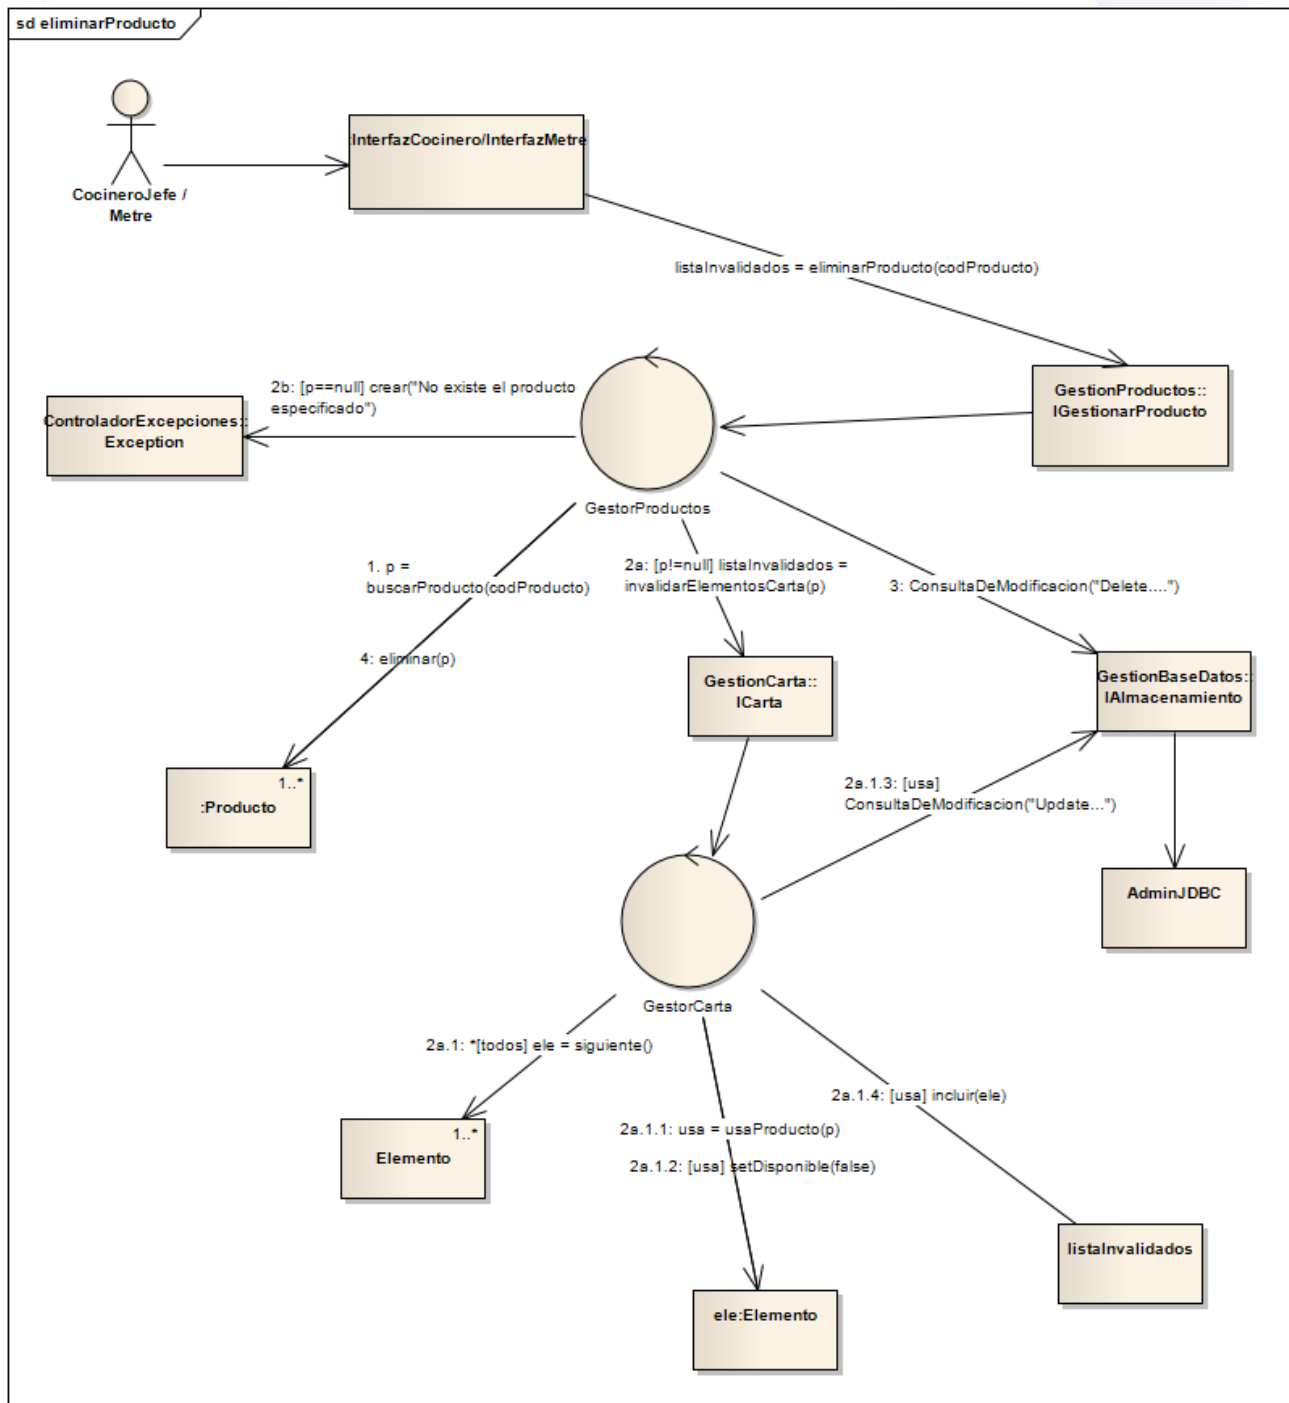 sd eliminarProducto
:InterfazCocinero/InterfazMetre
CocineroJefe /
Metre
listaInvalidados = eliminarProducto(codProducto)
GestionProductos::
IGestionarProducto
2b: [p==null] crear("No existe el producto
especificado")
ControladorExcepciones::
Exception
GestorProductos
1. p =
buscarProducto(codProducto)
2a: [p!=null] listaInvalidados =
invalidarElementosCarta(p)
3: ConsultaDeModificacion("Delete....")
4: eliminar(p)
GestionCarta::
ICarta
GestionBaseDatos::
IAlmacenamiento
1..*
:Producto
2a.1.3: [usa]
ConsultaDeModificacion("Update...")
AdminJDBC
GestorCarta
2a.1: *[todos] ele = siguiente()
2a.1.4: [usa] incluir(ele)
1..*
Elemento
2a.1.1: usa = usaProducto(p)
2a.1.2: [usa] setDisponible(false)
listaInvalidados
ele:Elemento